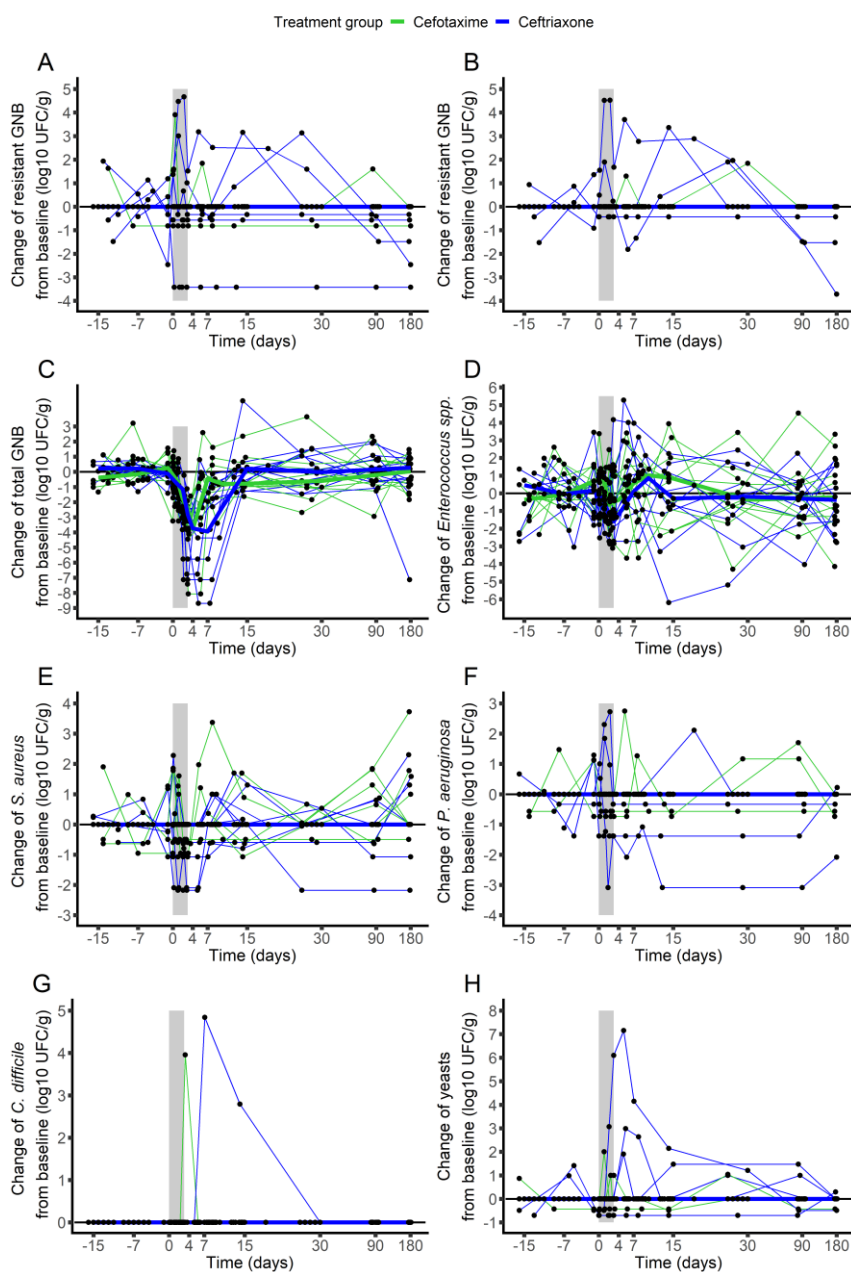 Treatment group Cefotaxime Ceftriaxone
A
Change of resistant GNB
from baseline (log10 UFC/g)
5
4
3
2
1
0
-1
-2
-3
-4
-15 -7 0 4 7 15 30 90 180
Time (days)
B
Change of resistant GNB
from baseline (log10 UFC/g)
5
4
3
2
1
0
-1
-2
-3
-4
-15 -7 0 4 7 15 30 90 180
Time (days)
C
Change of total GNB
from baseline (log10 UFC/g)
3
2
1
0
-1
-2
-3
-4
-5
-6
-7
-8
-9
-15 -7 0 4 7 15 30 90 180
Time (days)
D
Change of Enterococcus spp.
from baseline (log10 UFC/g)
6
5
4
3
2
1
0
-1
-2
-3
-4
-5
-6
-15 -7 0 4 7 15 30 90 180
Time (days)
E
Change of S. aureus
from baseline (log10 UFC/g)
4
3
2
1
0
-1
-2
-3
-15 -7 0 4 7 15 30 90 180
Time (days)
F
Change of P. aeruginosa
from baseline (log10 UFC/g)
3
2
1
0
-1
-2
-3
-4
-15 -7 0 4 7 15 30 90 180
Time (days)
G
Change of C. difficile
from baseline (log10 UFC/g)
5
4
3
2
1
0
-15 -7 0 4 7 15 30 90 180
Time (days)
H
Change of yeasts
from baseline (log10 UFC/g)
8
7
6
5
4
3
2
1
0
-1
-15 -7 0 4 7 15 30 90 180
Time (days)